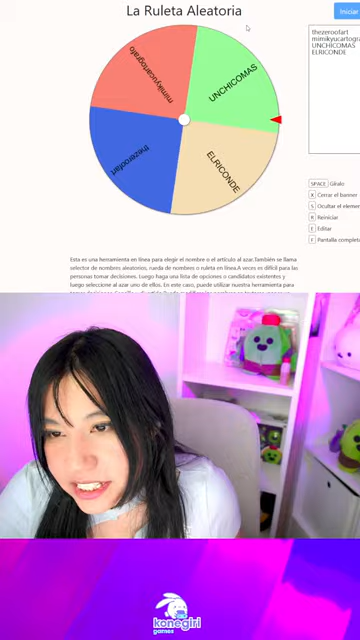 La Ruleta Aleatoria
Iniciar
thezeroofart
mimikyucartogra
UNCHICOMAS
ELRICONDE
mimikyucartografo
UNCHICOMAS
thezeroofart
ELRICONDE
SPACE Gíralo
X Cerrar el banner
S Ocultar el elemen
R Reiniciar
E Editar
F Pantalla complet
Esta es una herramienta en línea para elegir el nombre o el artículo al azar.También se llama
selector de nombres aleatorios, rueda de nombres o ruleta en línea.A veces es difícil para las
personas tomar decisiones. Luego haga una lista de opciones o candidatos existentes y
luego seleccione al azar uno de ellos. En este caso, puede utilizar nuestra herramienta para
konegiri
games